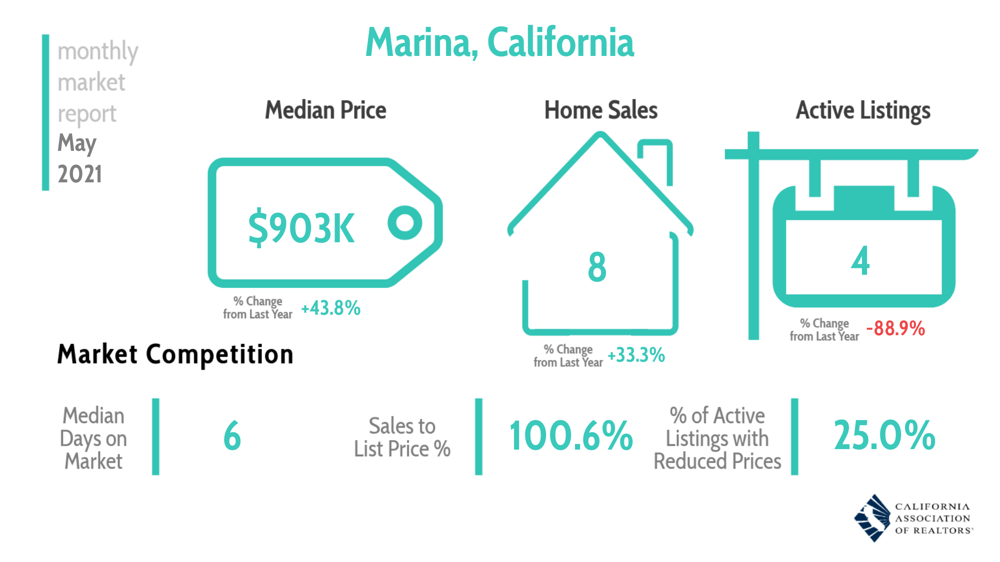 Marina, California
monthly
market
report
May
2021
Median Price
$903K
% Change
from Last Year
+43.8%
Home Sales
8
% Change
from Last Year
+33.3%
Active Listings
4
% Change
from Last Year
-88.9%
Market Competition
Median
Days on
Market
6
Sales to
List Price %
100.6%
% of Active
Listings with
Reduced Prices
25.0%
CALIFORNIA
ASSOCIATION
OF REALTORS®